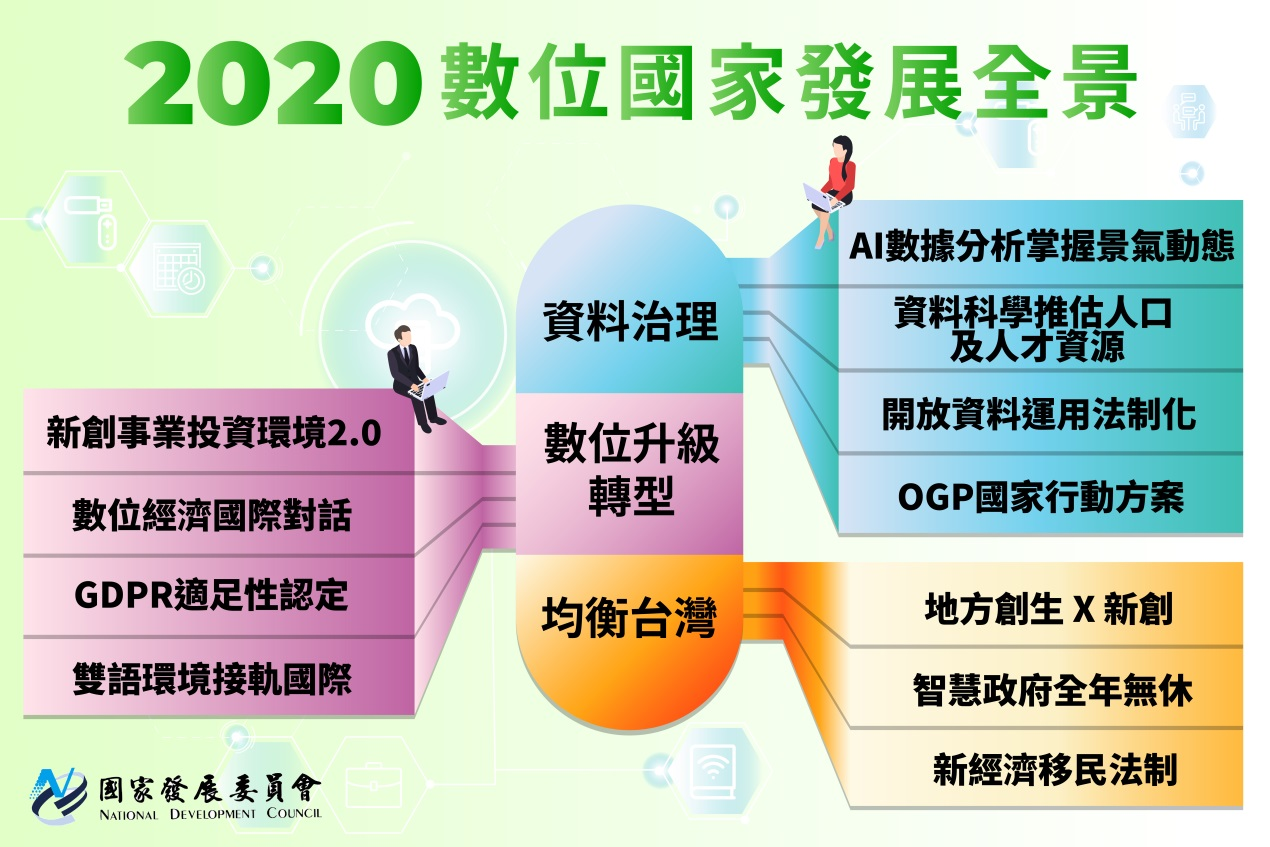 2020數位國家發展全景
資料治理
AI數據分析掌握景氣動態
資料科學推估人口
及人才資源
開放資料運用法制化
OGP國家行動方案
數位升級
轉型
新創事業投資環境2.0
數位經濟國際對話
GDPR適足性認定
雙語環境接軌國際
均衡台灣
地方創生 X 新創
智慧政府全年無休
新經濟移民法制
國家發展委員會
NATIONAL DEVELOPMENT COUNCIL